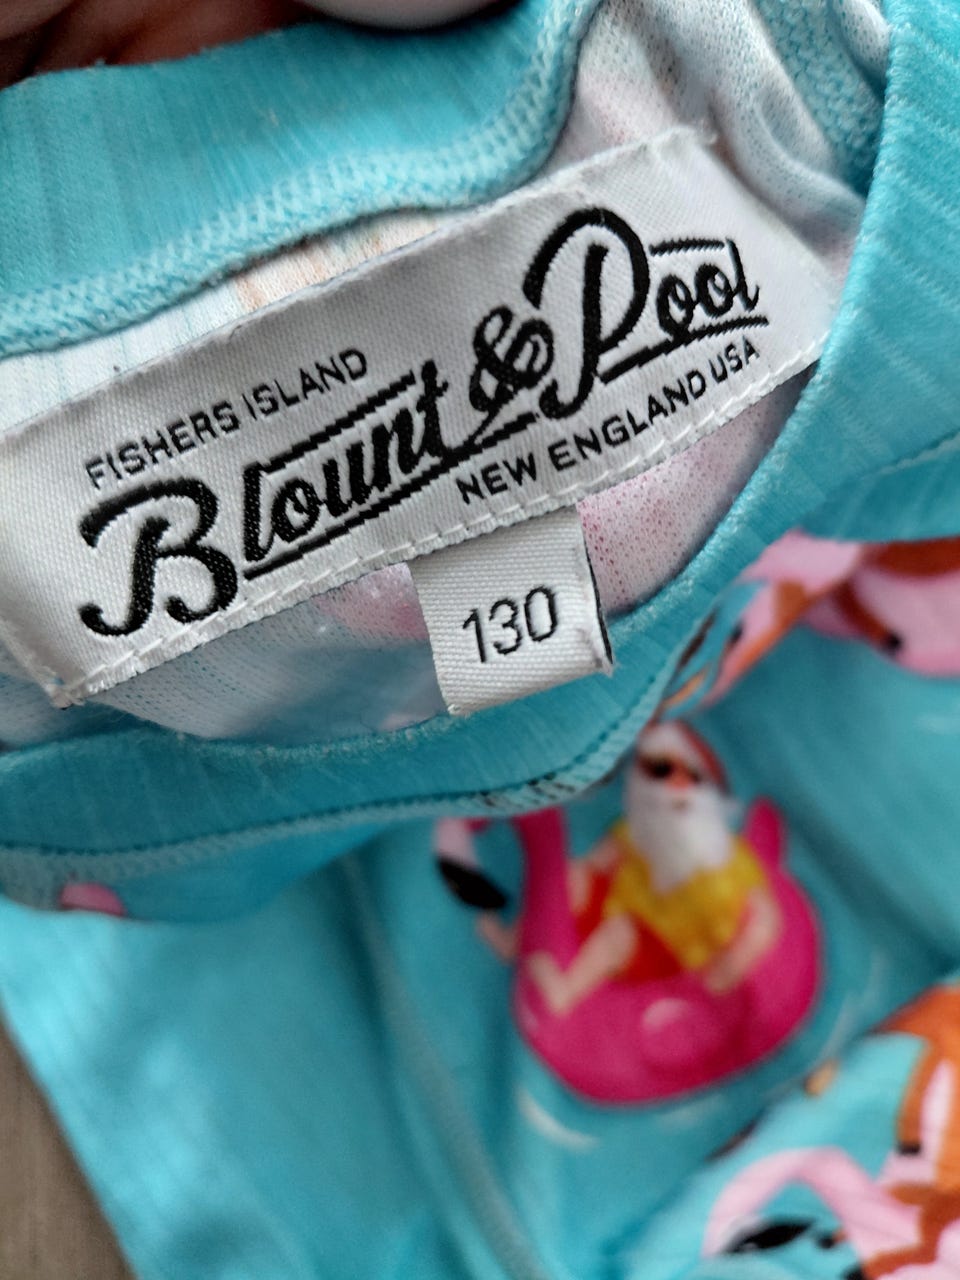 FISHERS ISLAND
Blount & Pool
NEW ENGLAND USA
130